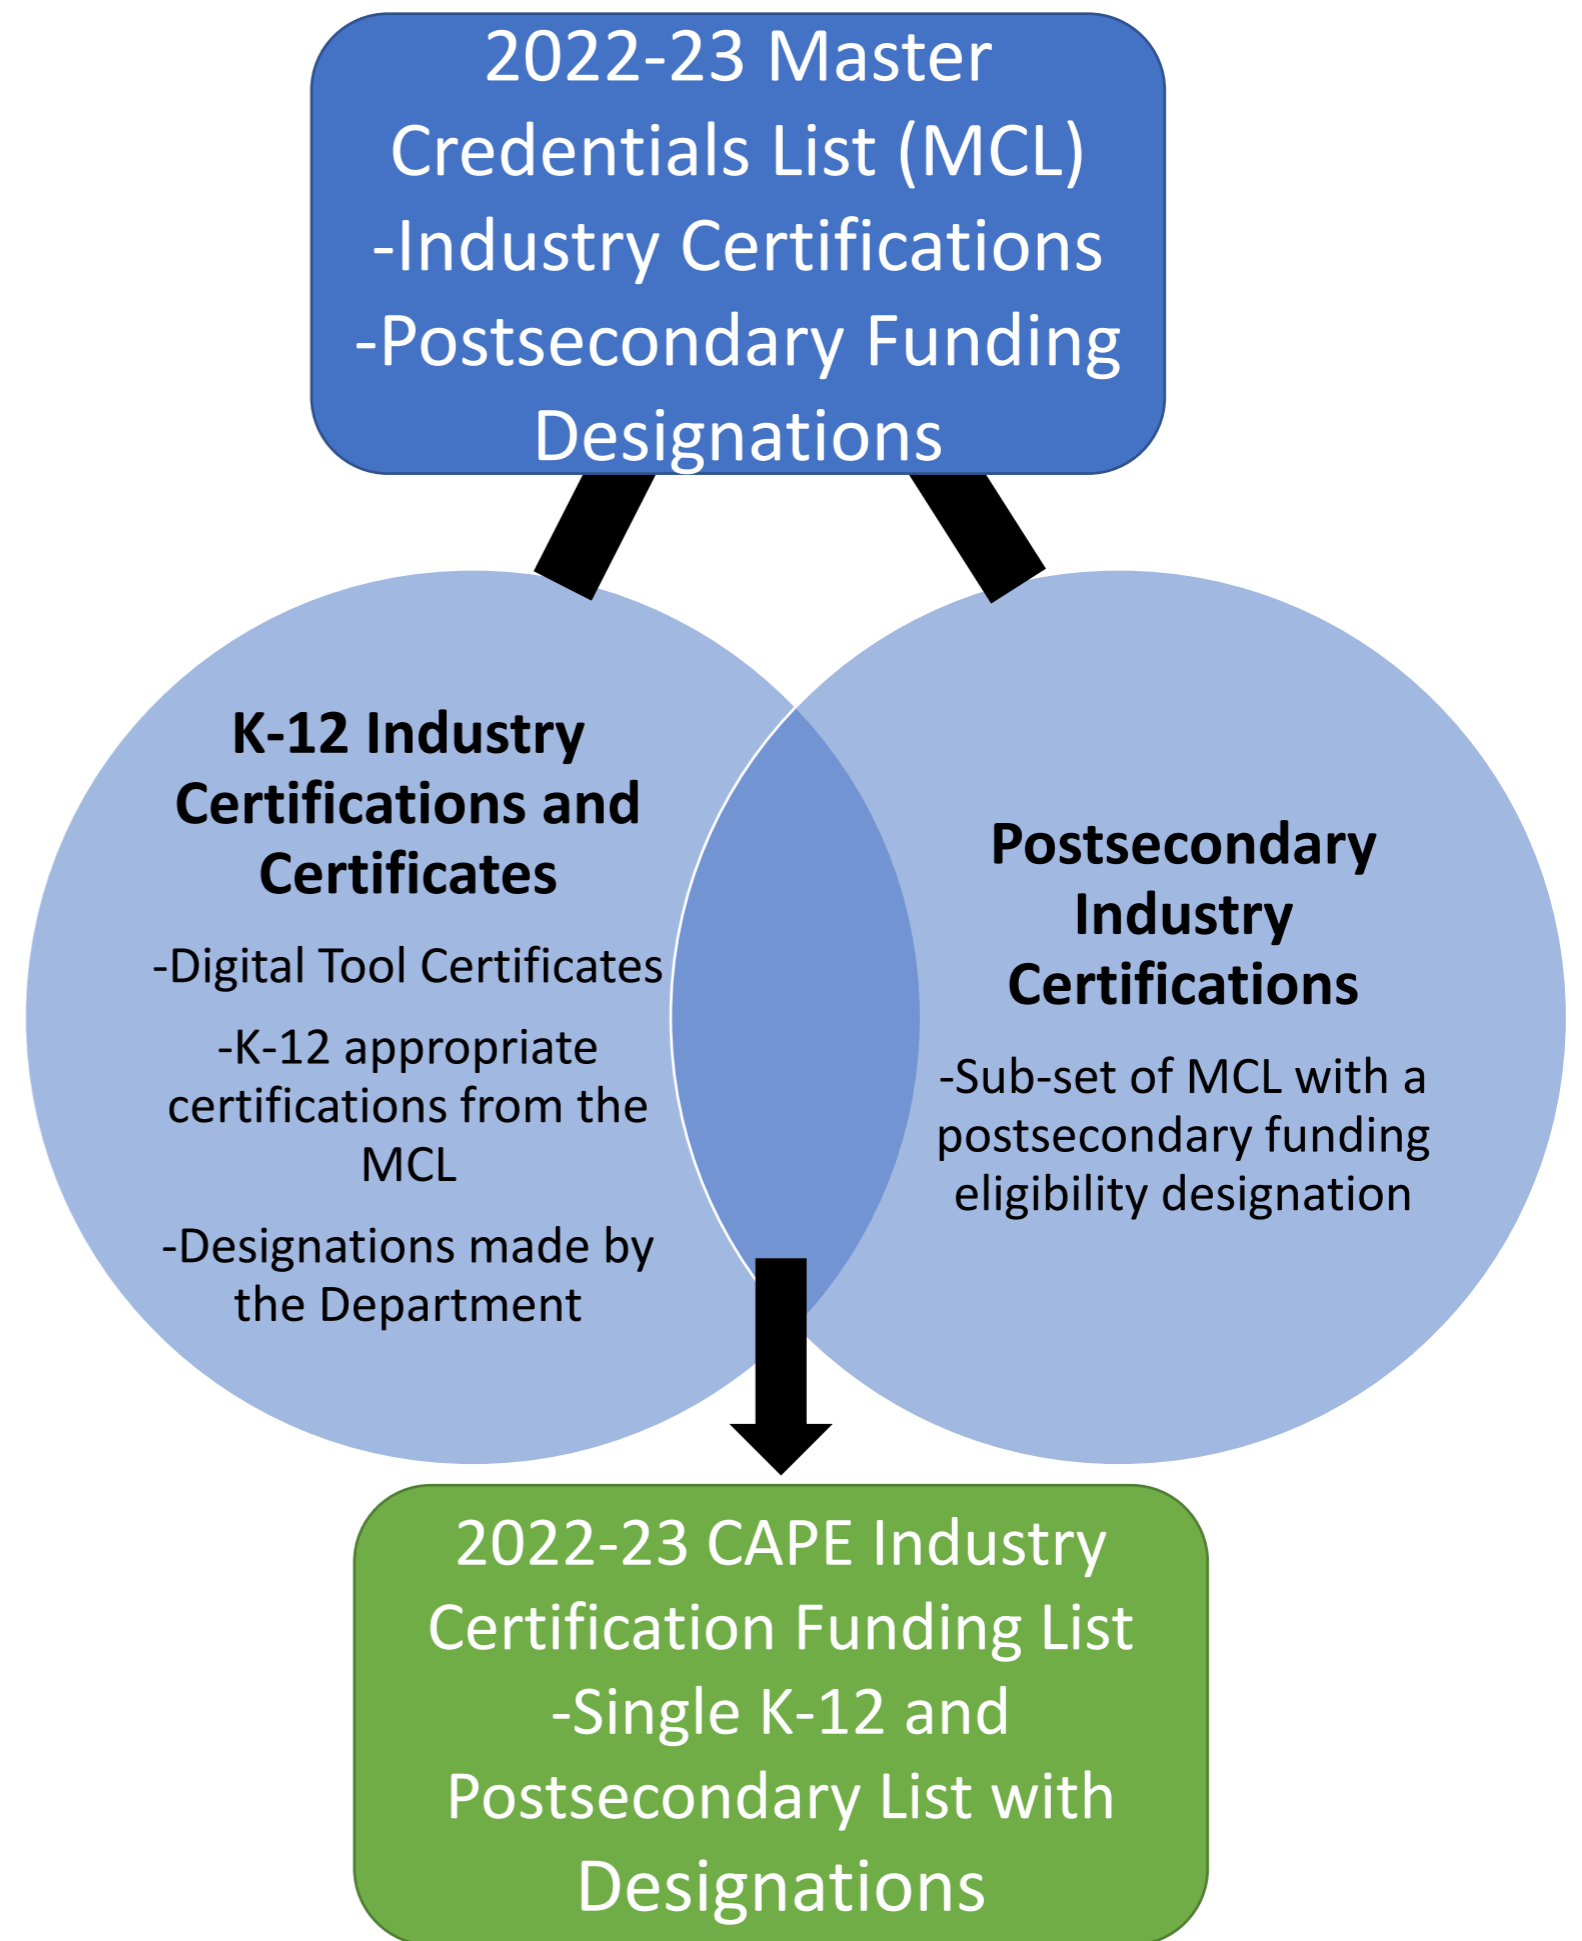 2022-23 Master
Credentials List (MCL)
-Industry Certifications
-Postsecondary Funding
Designations
K-12 Industry
Certifications and
Certificates
-Digital Tool Certificates
-K-12 appropriate
certifications from the
MCL
-Designations made by
the Department
Postsecondary
Industry
Certifications
-Sub-set of MCL with a
postsecondary funding
eligibility designation
2022-23 CAPE Industry
Certification Funding List
-Single K-12 and
Postsecondary List with
Designations